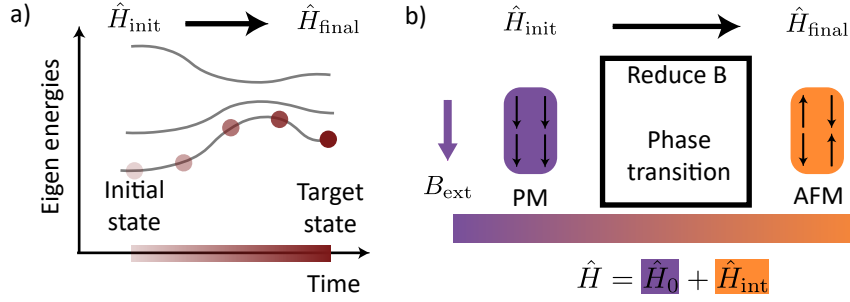 a)
Ĥ_init
Ĥ_final
Eigen energies
Initial
state
Target
state
Time
b)
Ĥ_init
Ĥ_final
Reduce B
Phase
transition
B_ext
PM
AFM
Ĥ = Ĥ_0 + Ĥ_int